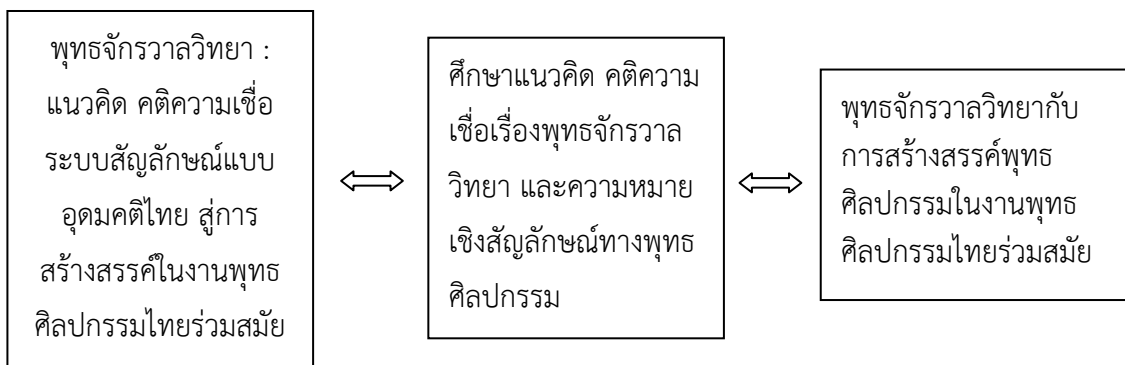 พุทธจักรวาลวิทยา :
แนวคิด คติความเชื่อ
ระบบสัญลักษณ์แบบ
อุดมคติไทย สู่การ
สร้างสรรค์ในงานพุทธ
ศิลปกรรมไทยร่วมสมัย
ศึกษาแนวคิด คติความ
เชื่อเรื่องพุทธจักรวาล
วิทยา และความหมาย
เชิงสัญลักษณ์ทางพุทธ
ศิลปกรรม
พุทธจักรวาลวิทยากับ
การสร้างสรรค์พุทธ
ศิลปกรรมในงานพุทธ
ศิลปกรรมไทยร่วมสมัย